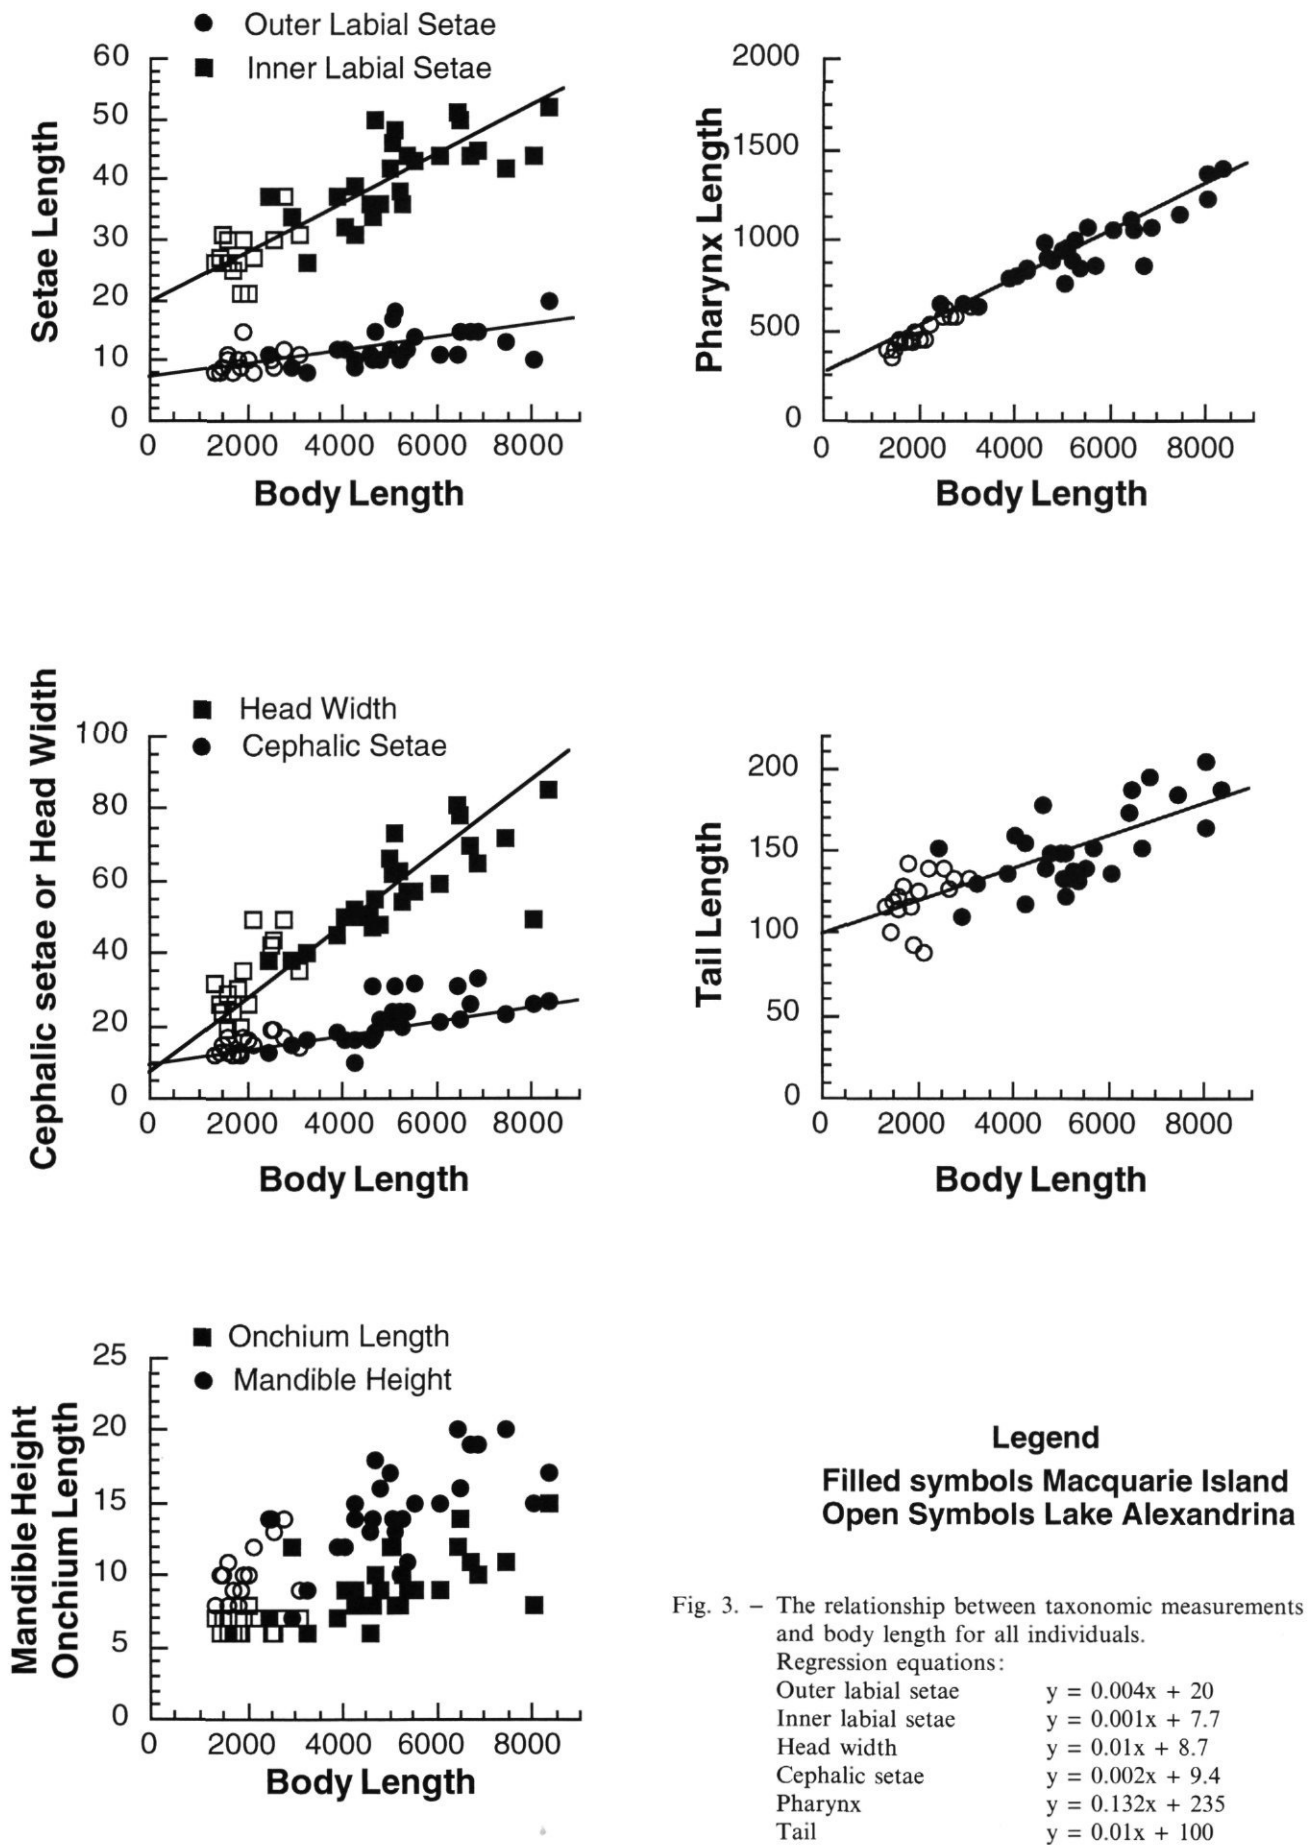 Outer Labial Setae
Inner Labial Setae
Setae Length
60
50
40
30
20
10
0
0 2000 4000 6000 8000
Body Length
Pharynx Length
2000
1500
1000
500
0
0 2000 4000 6000 8000
Body Length
Head Width
Cephalic Setae
Cephalic setae or Head Width
100
80
60
40
20
0
0 2000 4000 6000 8000
Body Length
Tail Length
200
150
100
50
0
0 2000 4000 6000 8000
Body Length
Onchium Length
Mandible Height
Mandible Height
Onchium Length
25
20
15
10
5
0
0 2000 4000 6000 8000
Body Length
Legend
Filled symbols Macquarie Island
Open Symbols Lake Alexandrina
Fig. 3. – The relationship between taxonomic measurements
and body length for all individuals.
Regression equations:
Outer labial setae y = 0.004x + 20
Inner labial setae y = 0.001x + 7.7
Head width y = 0.01x + 8.7
Cephalic setae y = 0.002x + 9.4
Pharynx y = 0.132x + 235
Tail y = 0.01x + 100